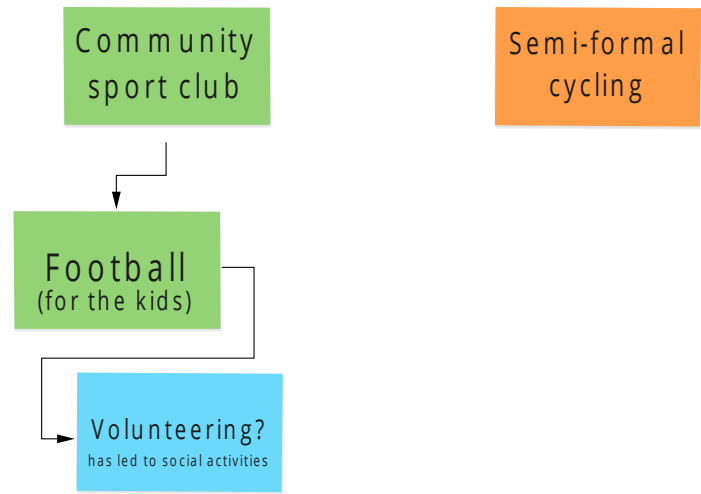 Community
sport club
Semi-formal
cycling
Football
(for the kids)
Volunteering?
has led to social activities